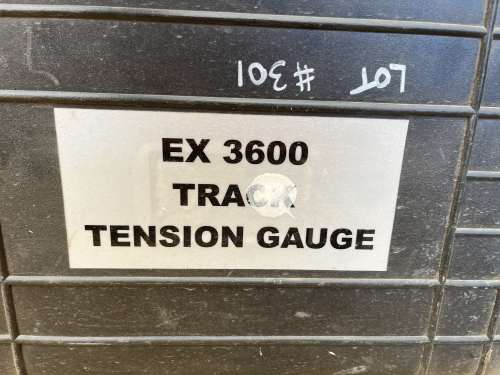 LOT #301
EX 3600
TRACK
TENSION GAUGE